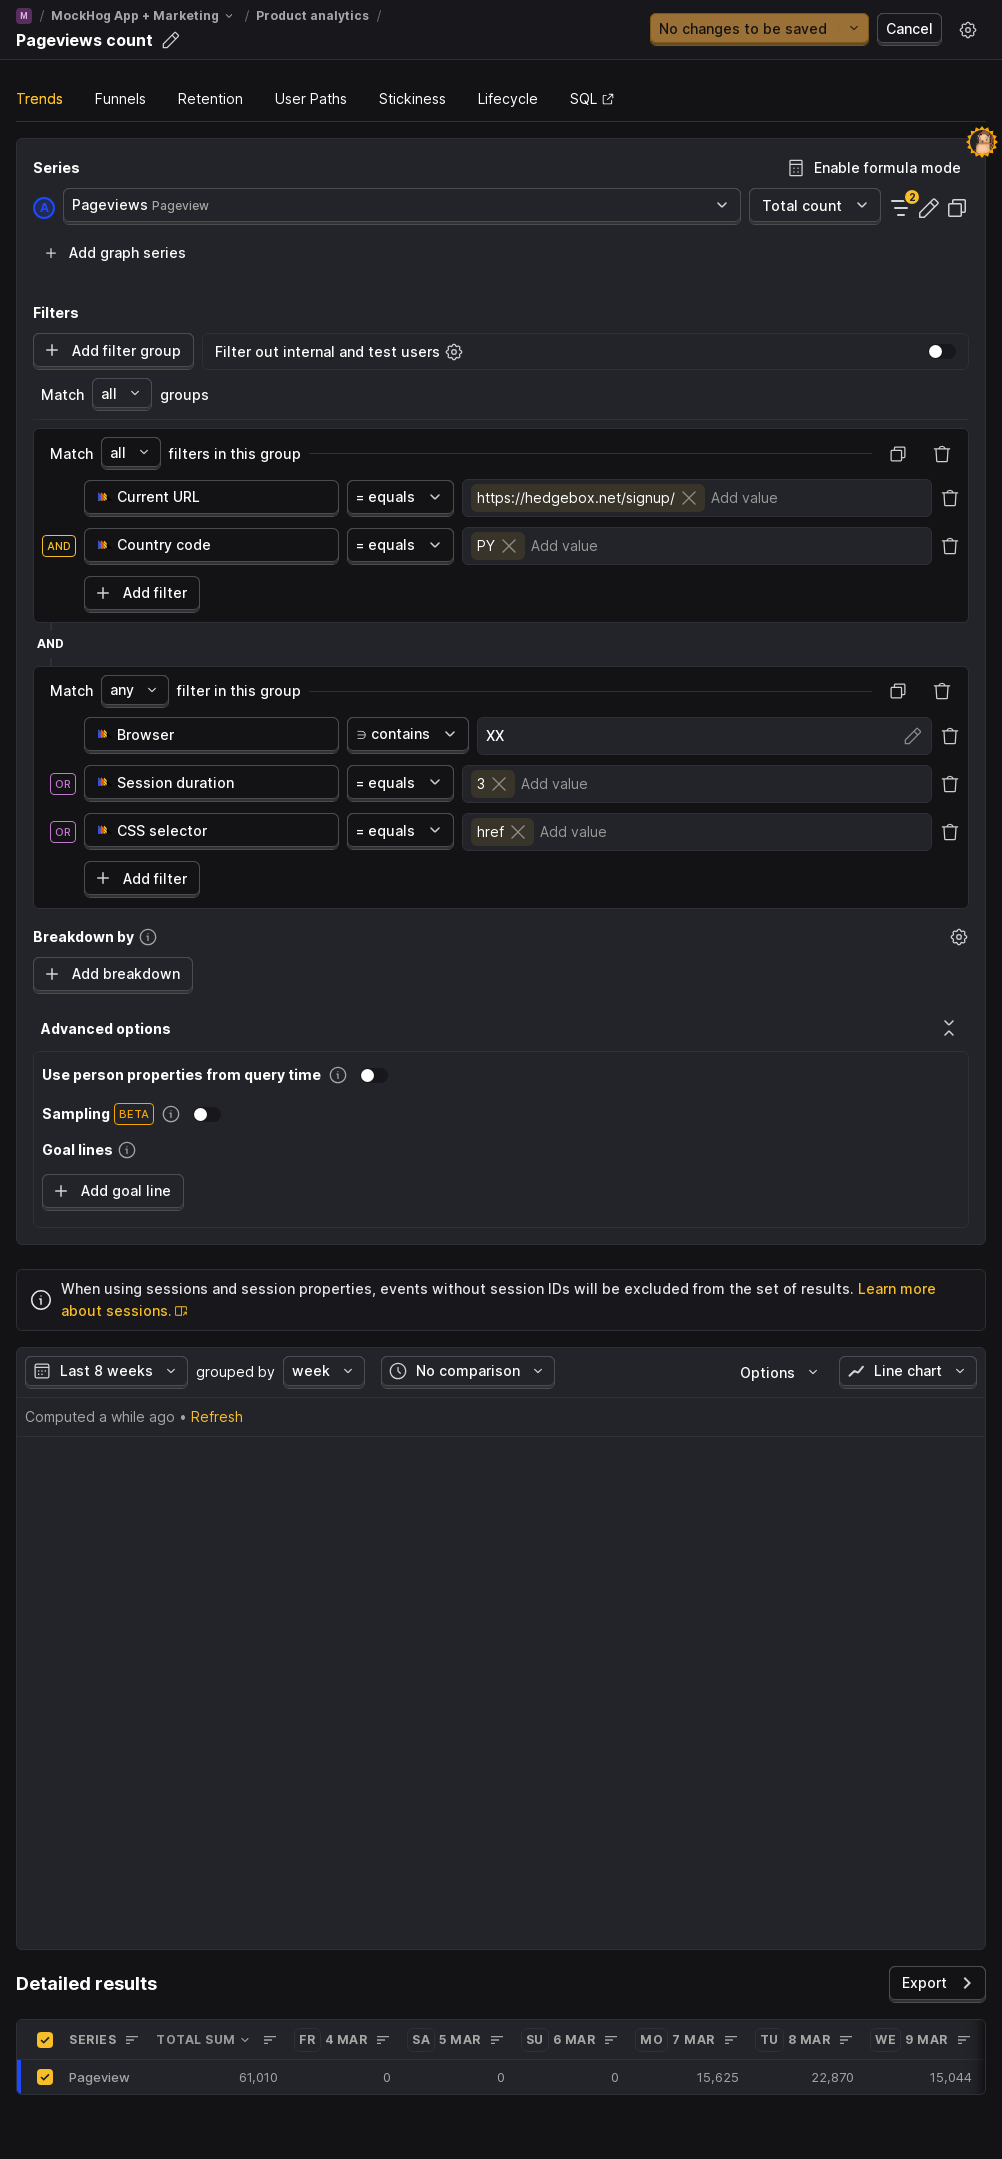 M / MockHog App + Marketing / Product analytics /
Pageviews count
No changes to be saved
Cancel
Trends Funnels Retention User Paths Stickiness Lifecycle SQL
Series
Enable formula mode
A Pageviews Pageview Total count 2
Add graph series
Filters
Add filter group Filter out internal and test users
Match all groups
Match all filters in this group
Current URL = equals https://hedgebox.net/signup/ Add value
AND Country code = equals PY Add value
Add filter
AND
Match any filter in this group
Browser ∋ contains XX
OR Session duration = equals 3 Add value
OR CSS selector = equals href Add value
Add filter
Breakdown by
Add breakdown
Advanced options
Use person properties from query time
Sampling BETA
Goal lines
Add goal line
When using sessions and session properties, events without session IDs will be excluded from the set of results. Learn more
about sessions.
Last 8 weeks grouped by week No comparison Options Line chart
Computed a while ago • Refresh
Detailed results
Export
SERIES TOTAL SUM FR 4 MAR SA 5 MAR SU 6 MAR MO 7 MAR TU 8 MAR WE 9 MAR
Pageview 61,010 0 0 0 15,625 22,870 15,044